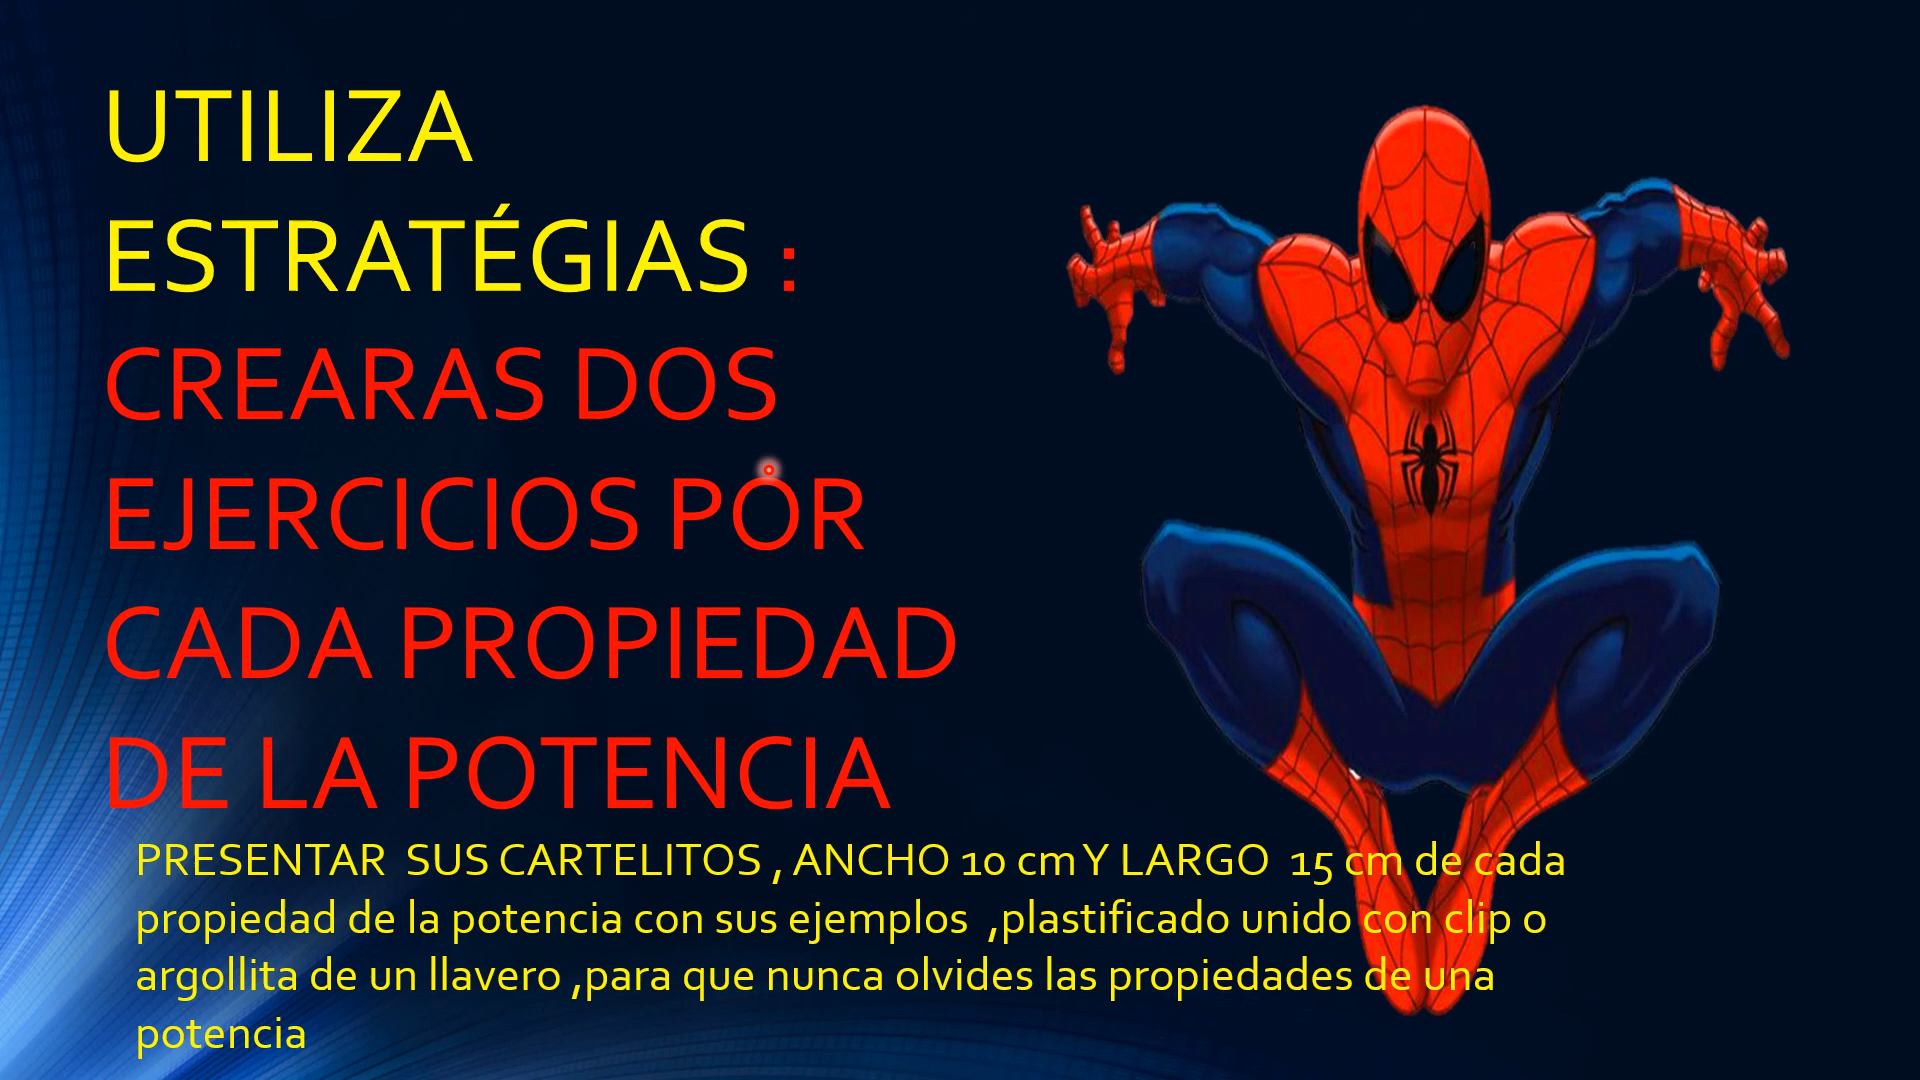 UTILIZA
ESTRATÉGIAS :
CREARAS DOS
EJERCICIOS POR
CADA PROPIEDAD
DE LA POTENCIA
PRESENTAR  SUS CARTELITOS , ANCHO 10 cm Y LARGO  15 cm de cada
propiedad de la potencia con sus ejemplos  ,plastificado unido con clip o
argollita de un llavero ,para que nunca olvides las propiedades de una
potencia